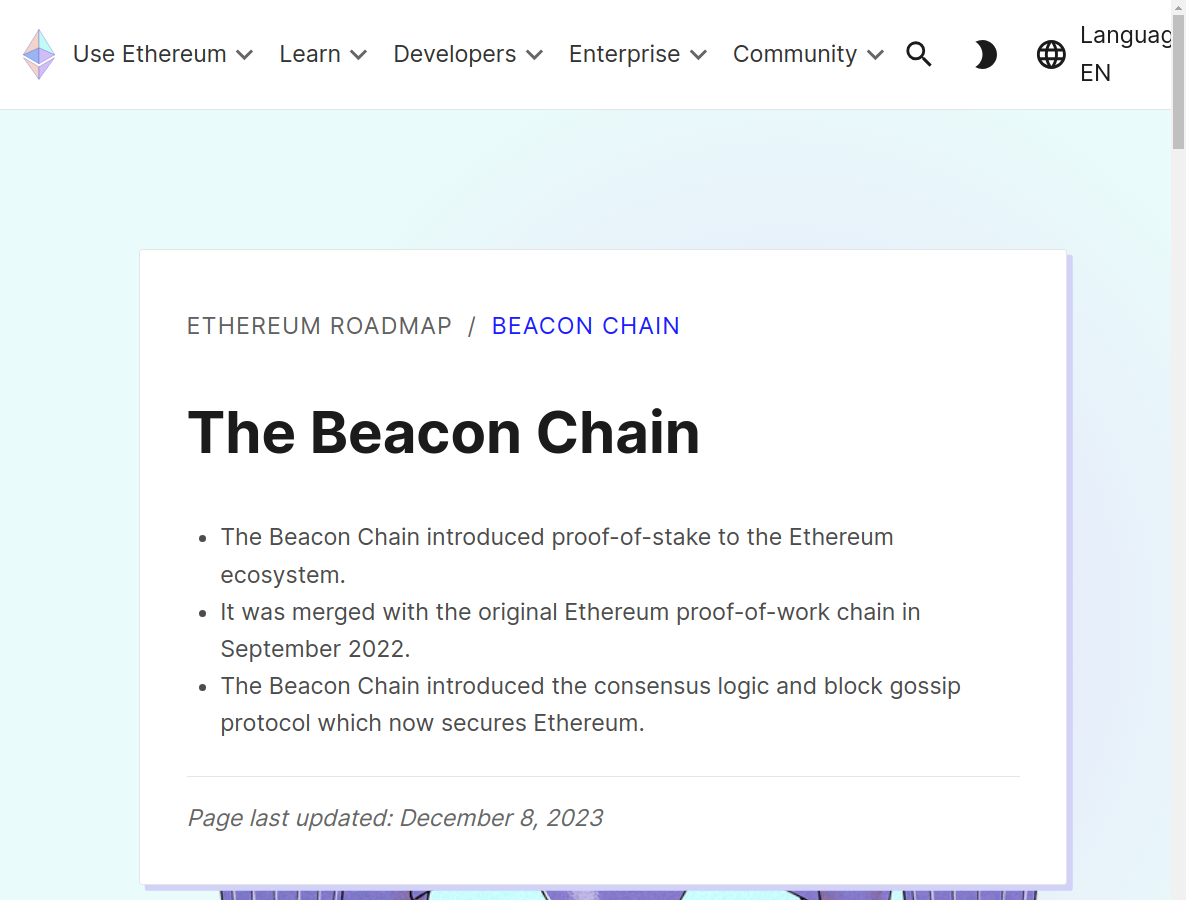 Use Ethereum Learn Developers Enterprise Community
Languag
EN
ETHEREUM ROADMAP / BEACON CHAIN
The Beacon Chain
• The Beacon Chain introduced proof-of-stake to the Ethereum
ecosystem.
• It was merged with the original Ethereum proof-of-work chain in
September 2022.
• The Beacon Chain introduced the consensus logic and block gossip
protocol which now secures Ethereum.
Page last updated: December 8, 2023